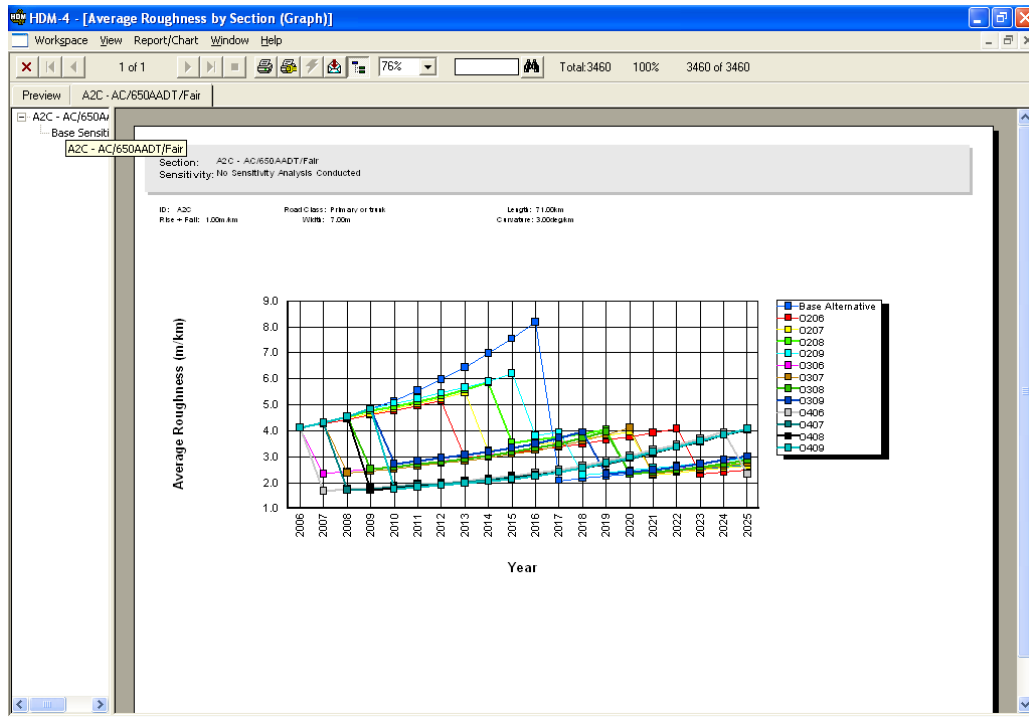 HDM-4 - [Average Roughness by Section (Graph)]
Workspace View Report/Chart Window Help
1 of 1 76% Total:3460 100% 3460 of 3460
Preview A2C - AC/650AADT/Fair
A2C - AC/650A
Base Sensiti
A2C - AC/650AADT/Fair
Section: A2C - AC/650AADT/Fair
Sensitivity: No Sensitivity Analysis Conducted
ID: A2C Road Class: Primary or trunk Length: 71.00km
Rise + Fall: 1.00m/km Width: 7.00m Curvature: 3.00deg/km
Average Roughness (m/km)
9.0
8.0
7.0
6.0
5.0
4.0
3.0
2.0
1.0
2006 2007 2008 2009 2010 2011 2012 2013 2014 2015 2016 2017 2018 2019 2020 2021 2022 2023 2024 2025
Year
Base Alternative
O206
O207
O208
O209
O306
O307
O308
O309
O406
O407
O408
O409